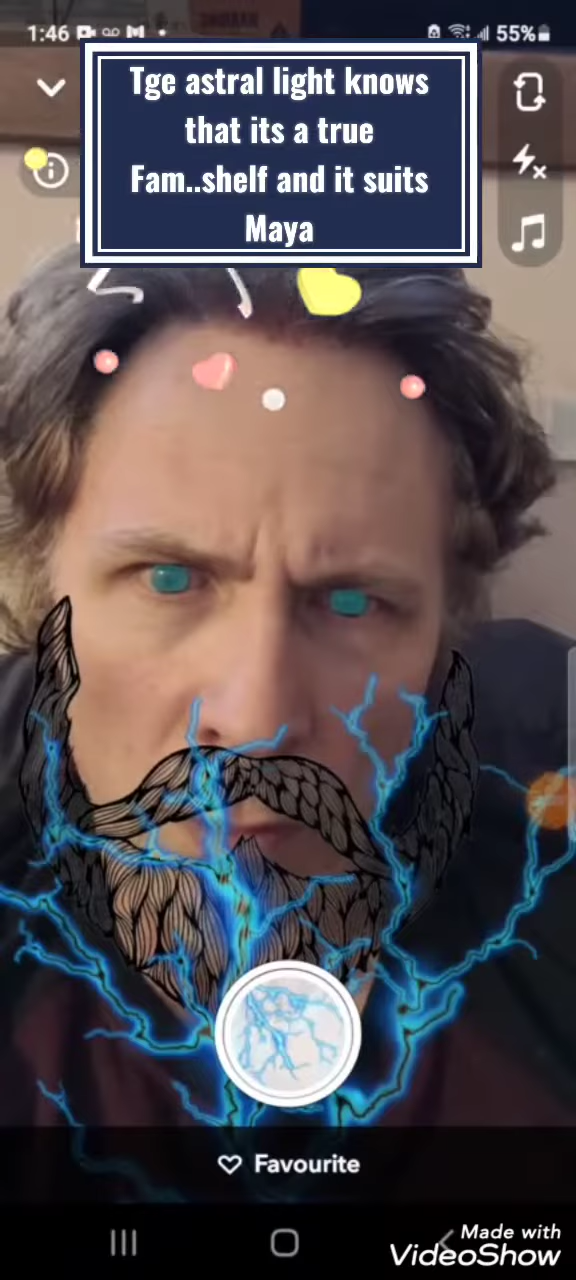 1:46
55%
Tge astral light knows
that its a true
Fam..shelf and it suits
Maya
Favourite
Made with
VideoShow